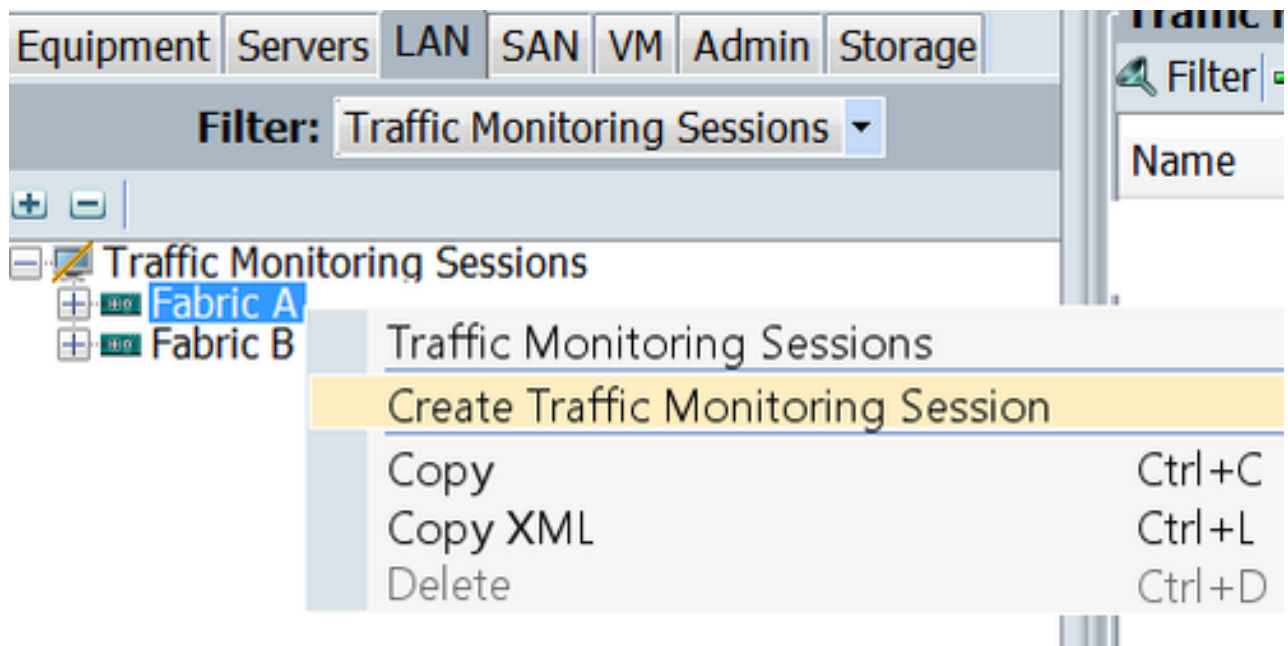 Equipment Servers LAN SAN VM Admin Storage
Filter: Traffic Monitoring Sessions
Traffic Monitoring Sessions
Fabric A
Fabric B
Traffic Monitoring Sessions
Create Traffic Monitoring Session
Copy Ctrl+C
Copy XML Ctrl+L
Delete Ctrl+D
Traffic
Filter
Name